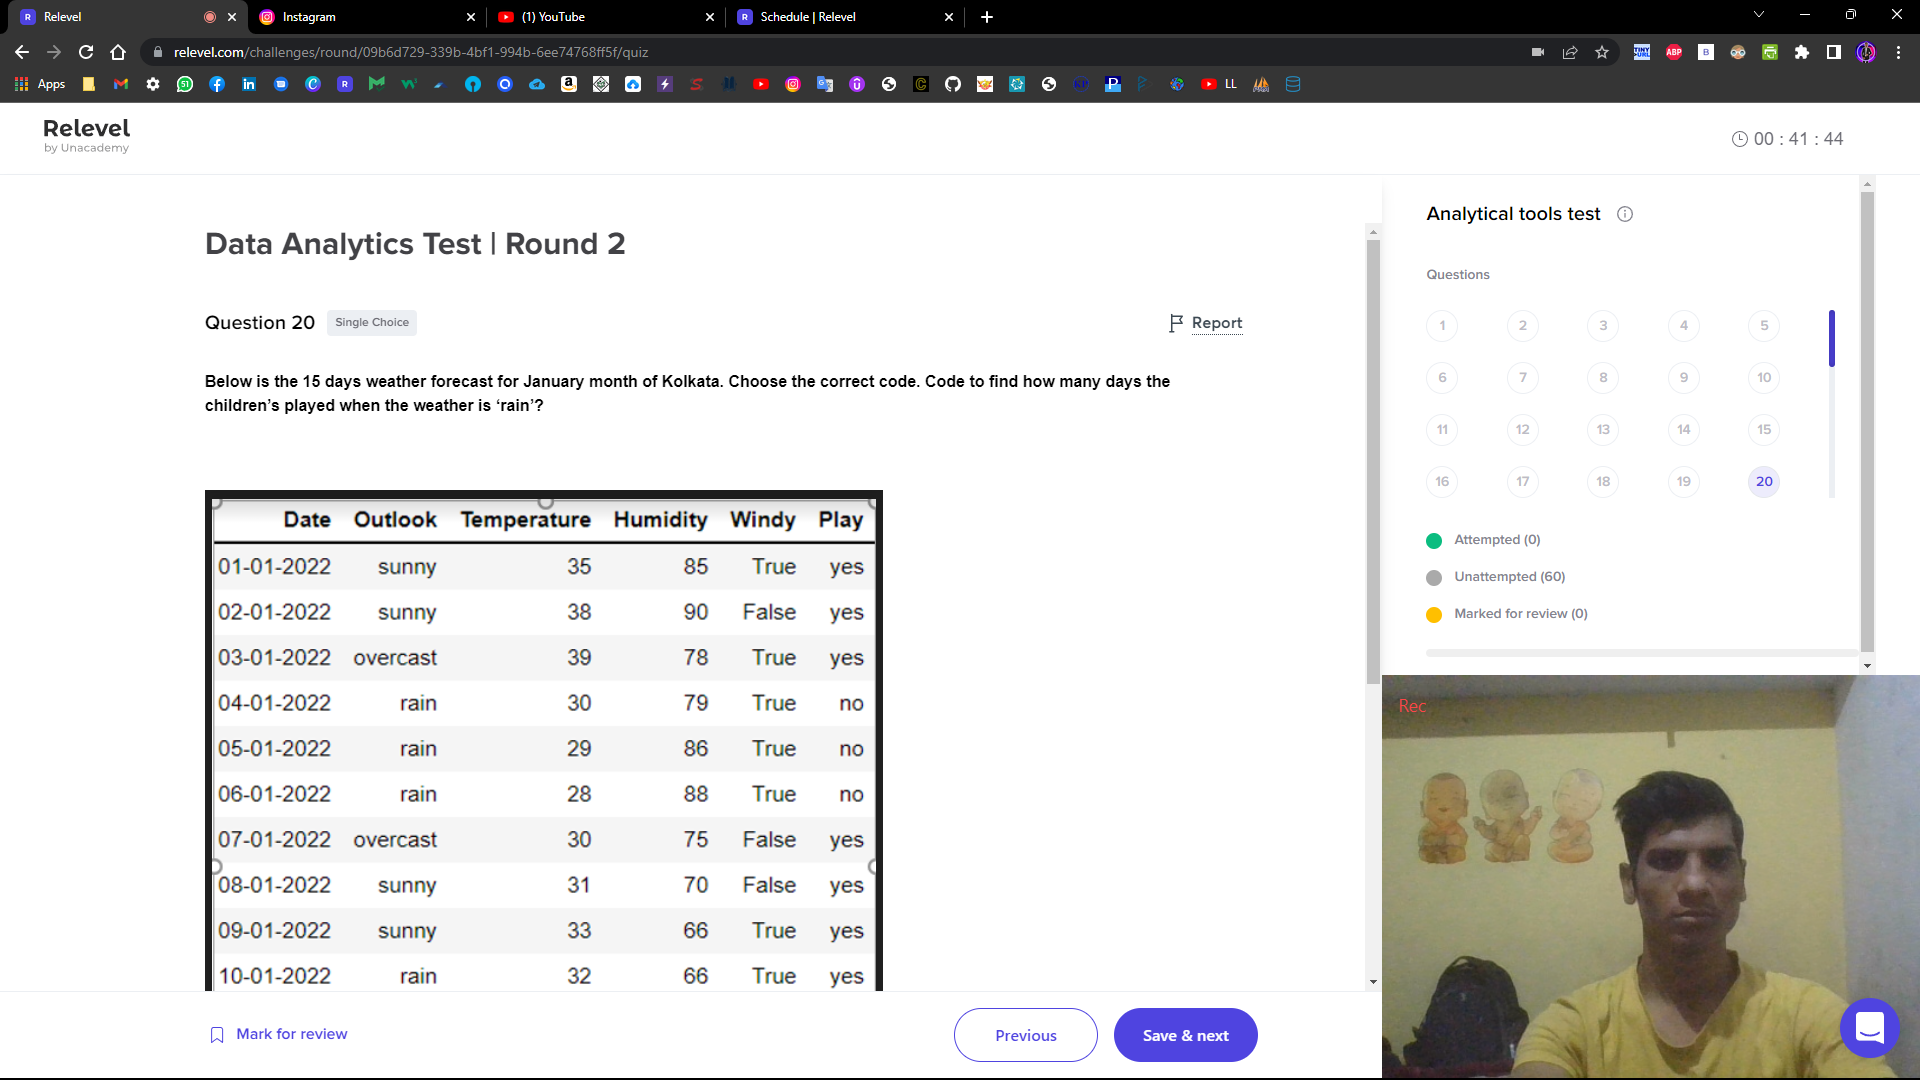 Relevel
Instagram
(1) YouTube
Schedule | Relevel
relevel.com/challenges/round/09b6d729-339b-4bf1-994b-6ee74768ff5f/quiz
Apps
LL
Relevel
by Unacademy
00 : 41 : 44
Data Analytics Test | Round 2
Question 20 Single Choice
Report
Below is the 15 days weather forecast for January month of Kolkata. Choose the correct code. Code to find how many days the
children’s played when the weather is ‘rain’?
Date Outlook Temperature Humidity Windy Play
01-01-2022 sunny 35 85 True yes
02-01-2022 sunny 38 90 False yes
03-01-2022 overcast 39 78 True yes
04-01-2022 rain 30 79 True no
05-01-2022 rain 29 86 True no
06-01-2022 rain 28 88 True no
07-01-2022 overcast 30 75 False yes
08-01-2022 sunny 31 70 False yes
09-01-2022 sunny 33 66 True yes
10-01-2022 rain 32 66 True yes
Mark for review
Previous
Save & next
Analytical tools test
Questions
1 2 3 4 5
6 7 8 9 10
11 12 13 14 15
16 17 18 19 20
Attempted (0)
Unattempted (60)
Marked for review (0)
Rec